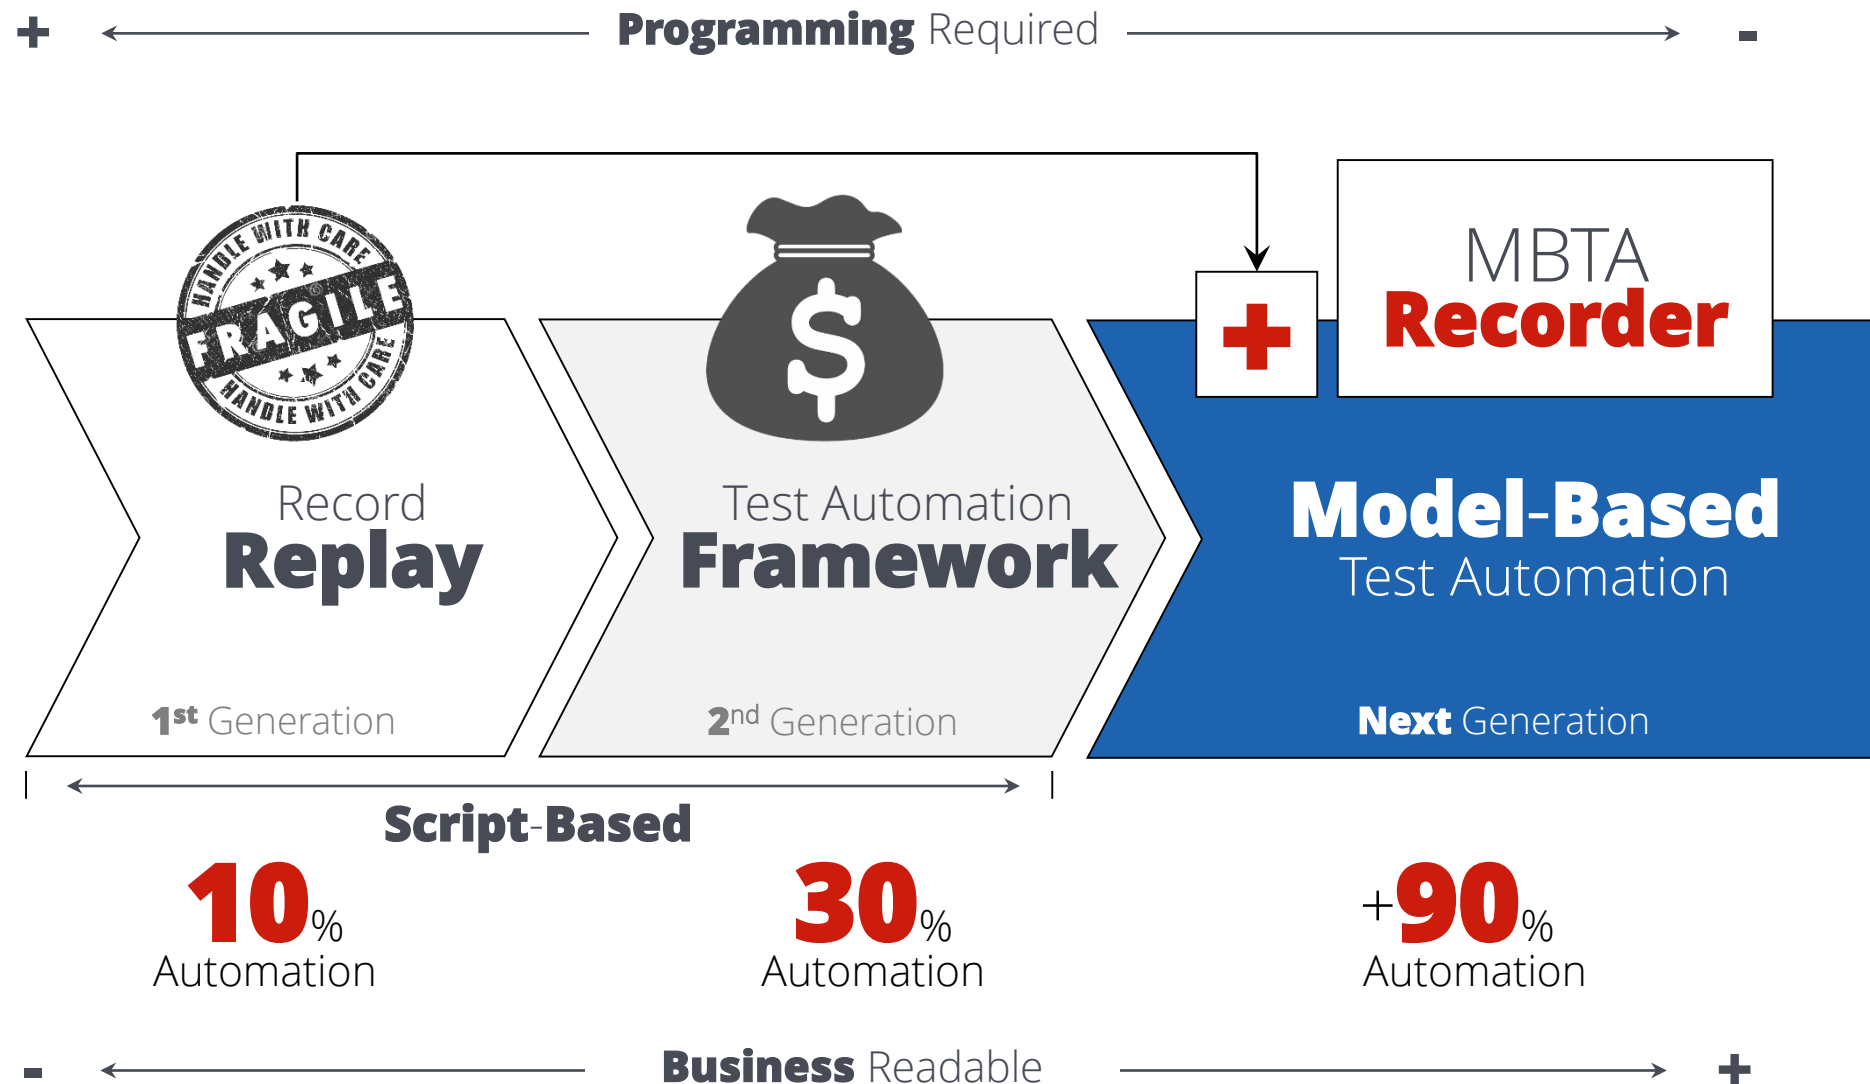 + Programming Required -
HANDLE WITH CARE
FRAGILE
HANDLE WITH CARE
$
+
MBTA
Recorder
Record
Replay
Test Automation
Framework
Model-Based
Test Automation
1st Generation
2nd Generation
Next Generation
Script-Based
10%
Automation
30%
Automation
+90%
Automation
- Business Readable +